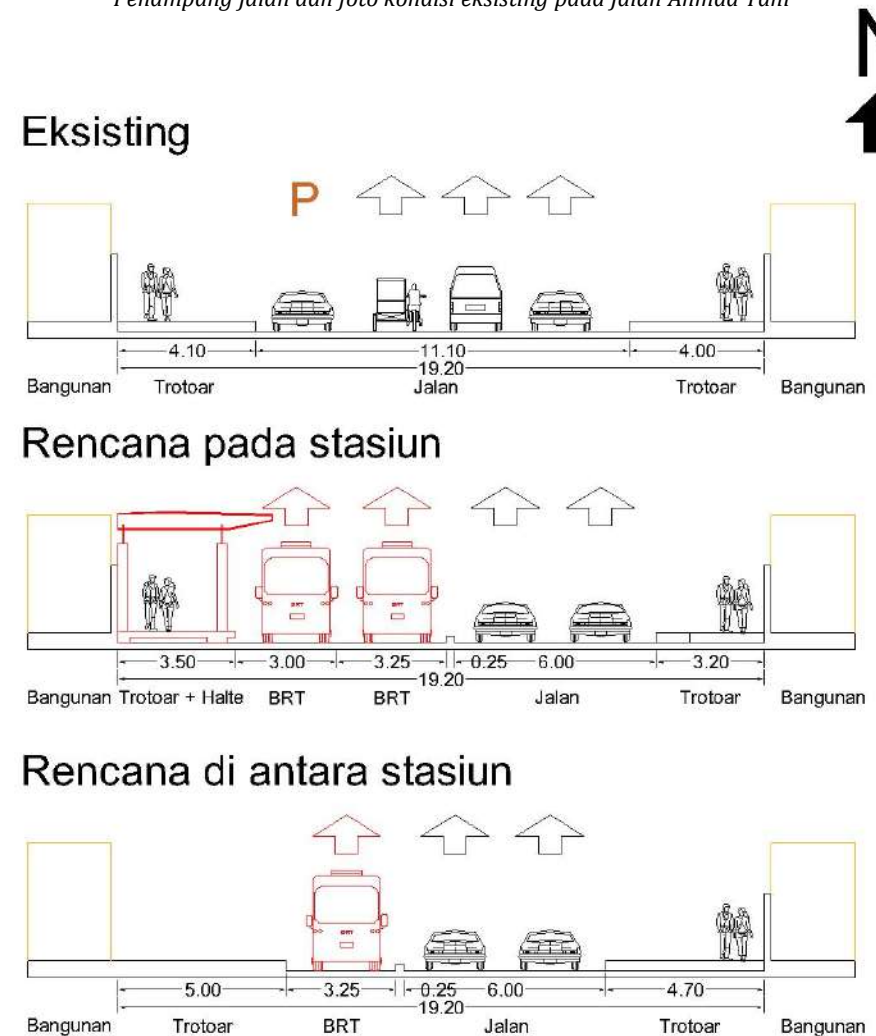 Penampang jalan dan foto kondisi eksisting pada Jalan Ahmad Yani
N
Eksisting
P
4.10 11.10 4.00
19.20
Bangunan Trotoar Jalan Trotoar Bangunan
Rencana pada stasiun
BRT BRT
3.50 3.00 3.25 0.25 6.00 3.20
19.20
Bangunan Trotoar + Halte BRT BRT Jalan Trotoar Bangunan
Rencana di antara stasiun
BRT
5.00 3.25 0.25 6.00 4.70
19.20
Bangunan Trotoar BRT Jalan Trotoar Bangunan